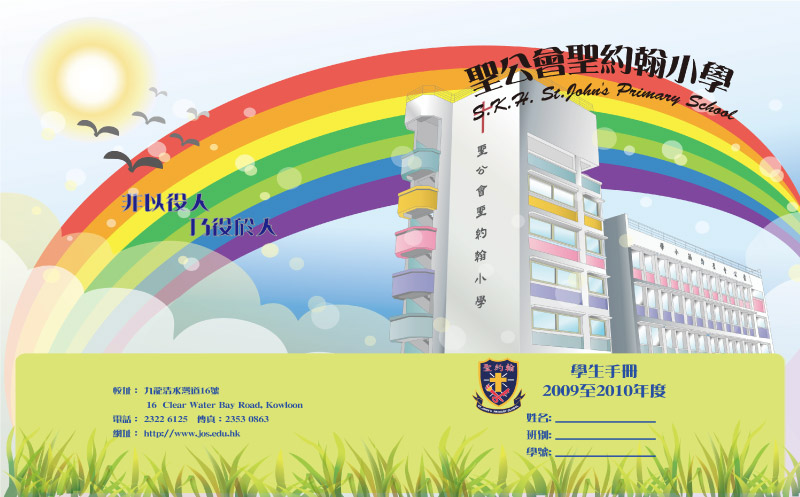 聖公會聖約翰小學
S.K.H. St.John's Primary School
非以役人
乃役於人
聖公會聖約翰小學
聖約翰
學生手冊
2009至2010年度
姓名:
班別:
學號:
校址： 九龍清水灣道16號
16 Clear Water Bay Road, Kowloon
電話： 2322 6125 傳真：2353 0863
網址： http://www.jos.edu.hk